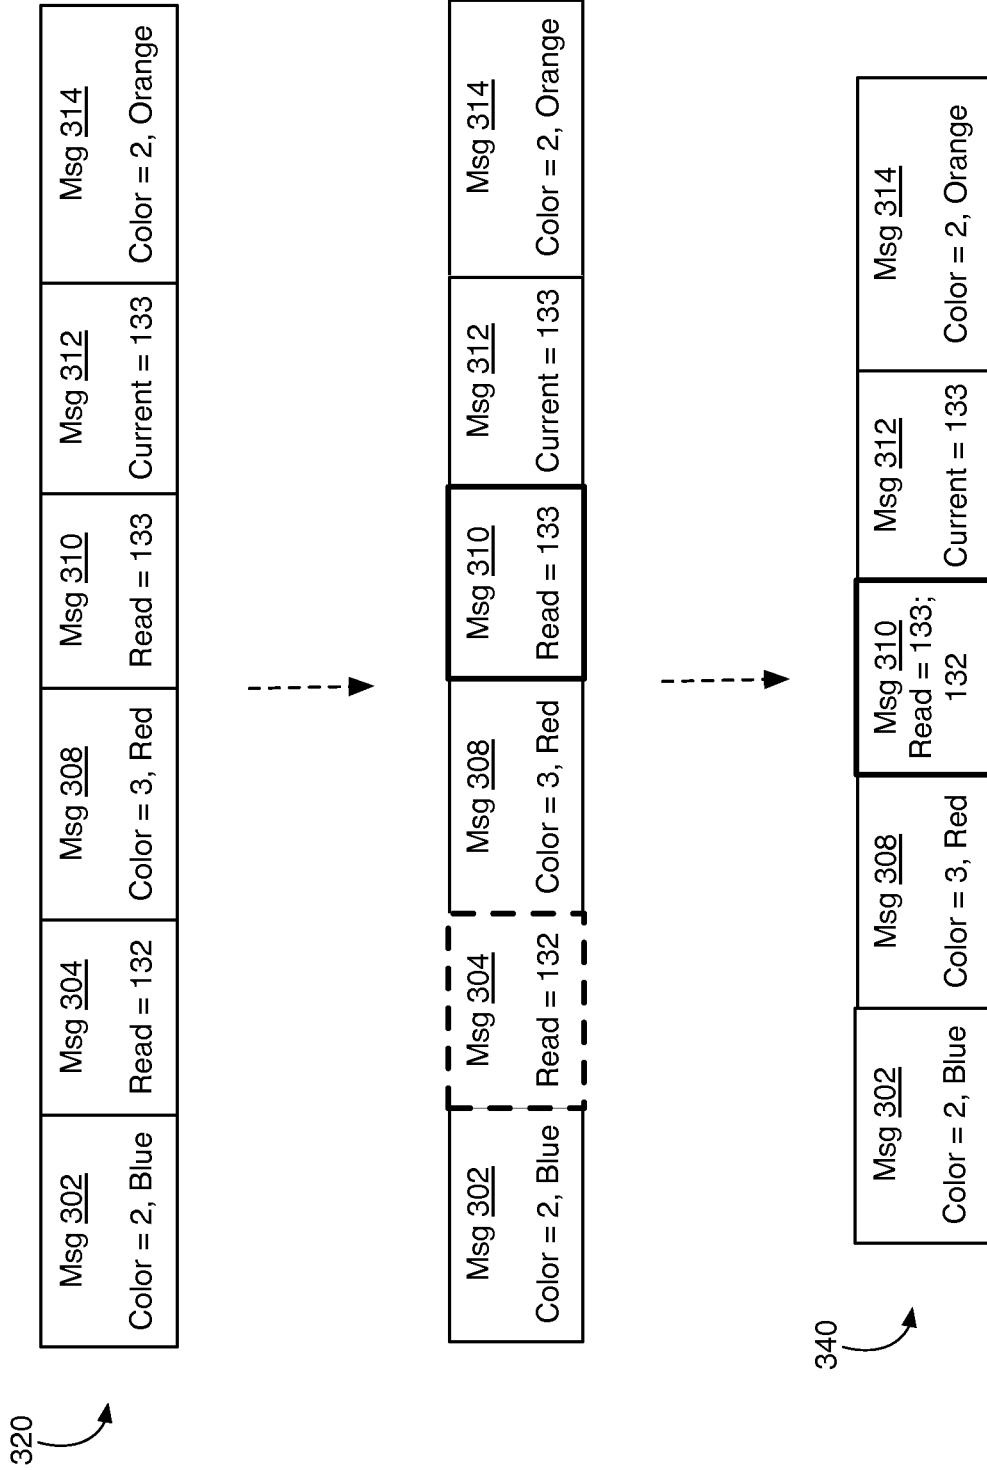 320
Msg 302
Color = 2, Blue
Msg 304
Read = 132
Msg 308
Color = 3, Red
Msg 310
Read = 133
Msg 312
Current = 133
Msg 314
Color = 2, Orange
Msg 302
Color = 2, Blue
Msg 304
Read = 132
Msg 308
Color = 3, Red
Msg 310
Read = 133
Msg 312
Current = 133
Msg 314
Color = 2, Orange
340
Msg 302
Color = 2, Blue
Msg 308
Color = 3, Red
Msg 310
Read = 133;
132
Msg 312
Current = 133
Msg 314
Color = 2, Orange